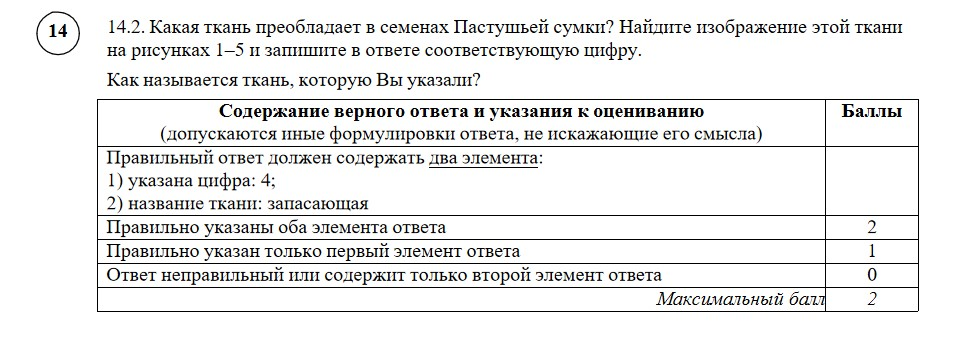 14
14.2. Какая ткань преобладает в семенах Пастушьей сумки? Найдите изображение этой ткани
на рисунках 1–5 и запишите в ответе соответствующую цифру.
Как называется ткань, которую Вы указали?
Содержание верного ответа и указания к оцениванию
(допускаются иные формулировки ответа, не искажающие его смысла)
Баллы
Правильный ответ должен содержать два элемента:
1) указана цифра: 4;
2) название ткани: запасающая
Правильно указаны оба элемента ответа 2
Правильно указан только первый элемент ответа 1
Ответ неправильный или содержит только второй элемент ответа 0
Максимальный балл 2